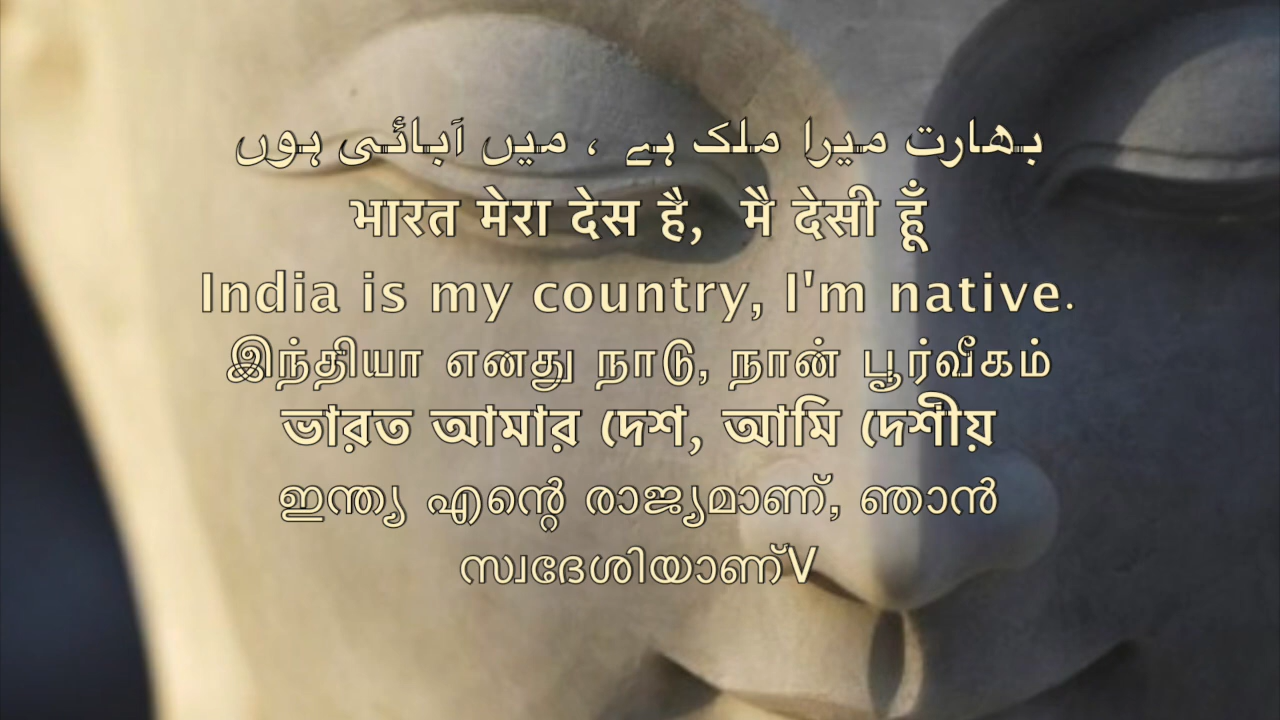 بھارت میرا ملک ہے ، میں آبائی ہوں
भारत मेरा देस है, मै देसी हूँ
India is my country, I'm native.
இந்தியா எனது நாடு, நான் பூர்வீகம்
ভারত আমার দেশ, আমি দেশীয়
ഇന്ത്യ എന്റെ രാജ്യമാണ്, ഞാൻ
സ്വദേശിയാണ്V